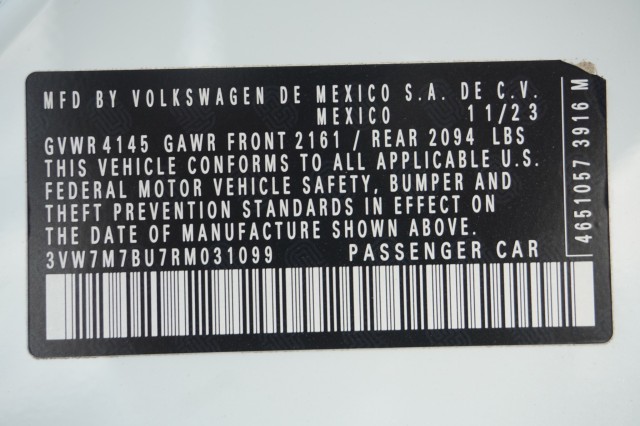 MFD BY VOLKSWAGEN DE MEXICO S.A. DE C.V.
MEXICO 11/23
GVWR 4145 GAWR FRONT 2161 / REAR 2094 LBS
THIS VEHICLE CONFORMS TO ALL APPLICABLE U.S.
FEDERAL MOTOR VEHICLE SAFETY, BUMPER AND
THEFT PREVENTION STANDARDS IN EFFECT ON
THE DATE OF MANUFACTURE SHOWN ABOVE.
3VW7M7BU7RM031099 PASSENGER CAR
4651057 3916 M